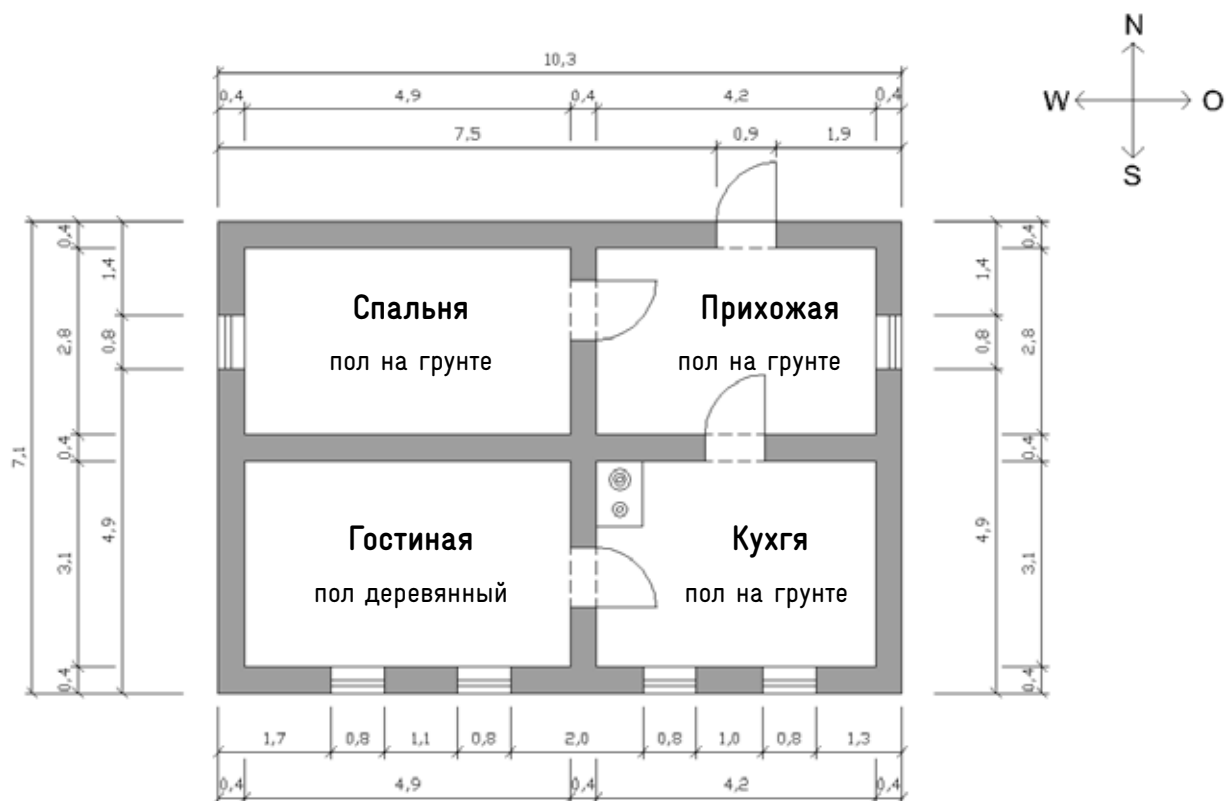 N
W O
S
10,3
0,4 4,9 0,4 4,2 0,4
7,5 0,9 1,9
7,1
0,4 2,8 0,4 3,1 0,4
1,4 0,8 4,9
Спальня
пол на грунте
Прихожая
пол на грунте
Гостиная
пол деревянный
Кухгя
пол на грунте
1,4 0,8 4,9
0,4 2,8 0,4 3,1 0,4
1,7 0,8 1,1 0,8 2,0 0,8 1,0 0,8 1,3
0,4 4,9 0,4 4,2 0,4